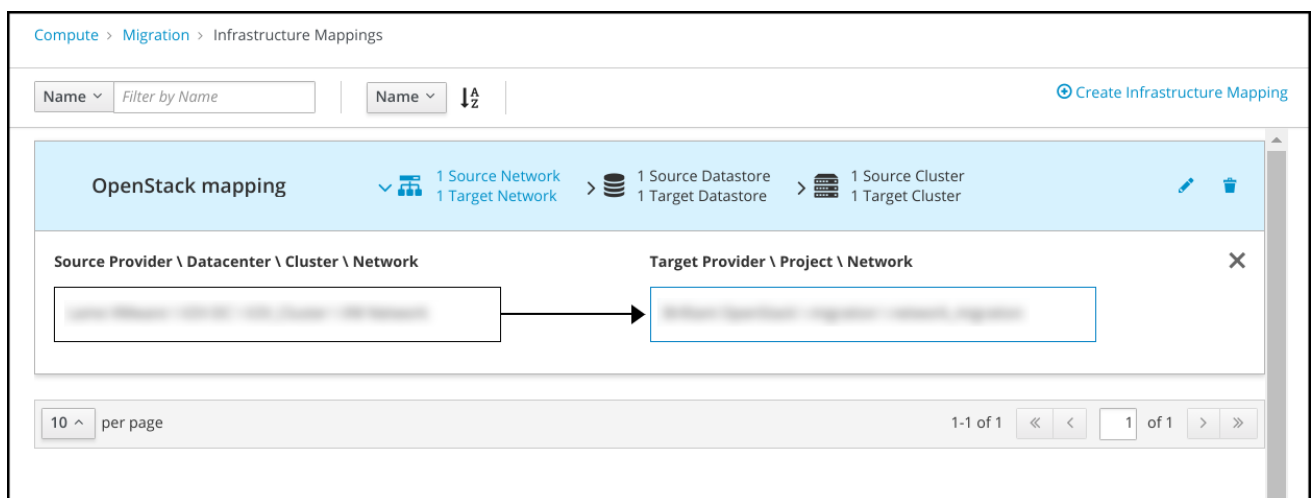 Compute > Migration > Infrastructure Mappings
Name Filter by Name Name A Z Create Infrastructure Mapping
OpenStack mapping
1 Source Network
1 Target Network
1 Source Datastore
1 Target Datastore
1 Source Cluster
1 Target Cluster
Source Provider \ Datacenter \ Cluster \ Network
Target Provider \ Project \ Network
10 per page 1-1 of 1 « < 1 of 1 > »